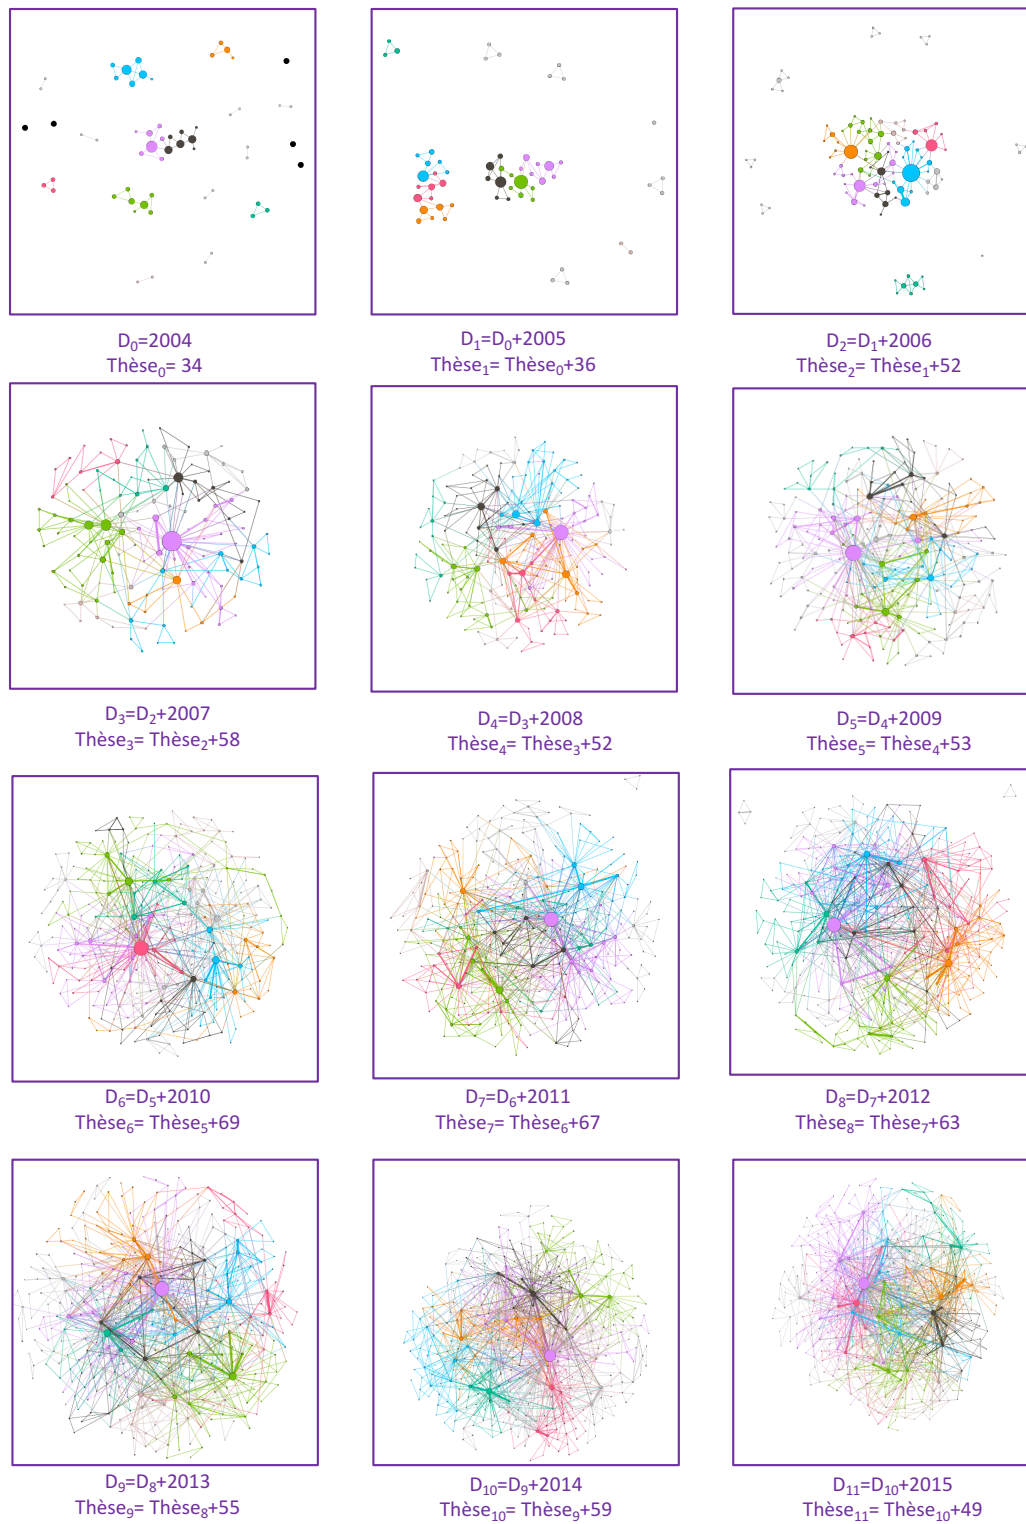 D₀=2004
Thèse₀= 34
D₁=D₀+2005
Thèse₁= Thèse₀+36
D₂=D₁+2006
Thèse₂= Thèse₁+52
D₃=D₂+2007
Thèse₃= Thèse₂+58
D₄=D₃+2008
Thèse₄= Thèse₃+52
D₅=D₄+2009
Thèse₅= Thèse₄+53
D₆=D₅+2010
Thèse₆= Thèse₅+69
D₇=D₆+2011
Thèse₇= Thèse₆+67
D₈=D₇+2012
Thèse₈= Thèse₇+63
D₉=D₈+2013
Thèse₉= Thèse₈+55
D₁₀=D₉+2014
Thèse₁₀= Thèse₉+59
D₁₁=D₁₀+2015
Thèse₁₁= Thèse₁₀+49